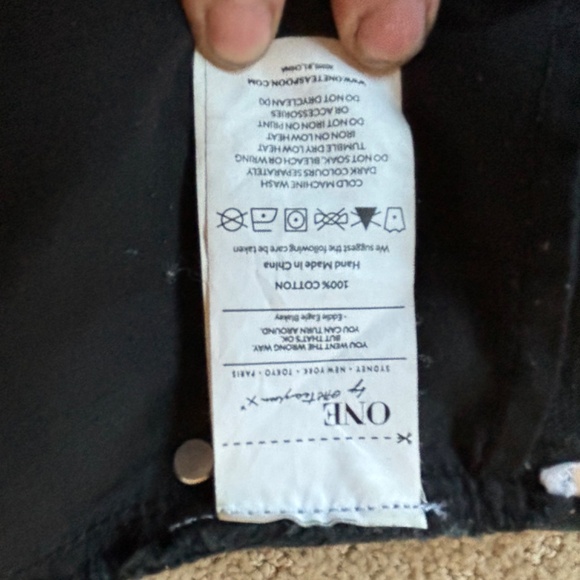 ONE
by one teaspoon x
SYDNEY • NEW YORK • TOKYO • PARIS
YOU WENT THE WRONG WAY.
BUT THAT'S OK.
YOU CAN TURN AROUND.
- Eddie Eagle Blakey
100% COTTON
Hand Made in China
We suggest the following care be taken
COLD MACHINE WASH
DARK COLOURS SEPARATELY
DO NOT SOAK, BLEACH OR WRING
TUMBLE DRY LOW HEAT
IRON ON LOW HEAT
DO NOT IRON ON PRINT
OR ACCESSORIES
DO NOT DRYCLEAN (X)
WWW.ONETEASPOON.COM